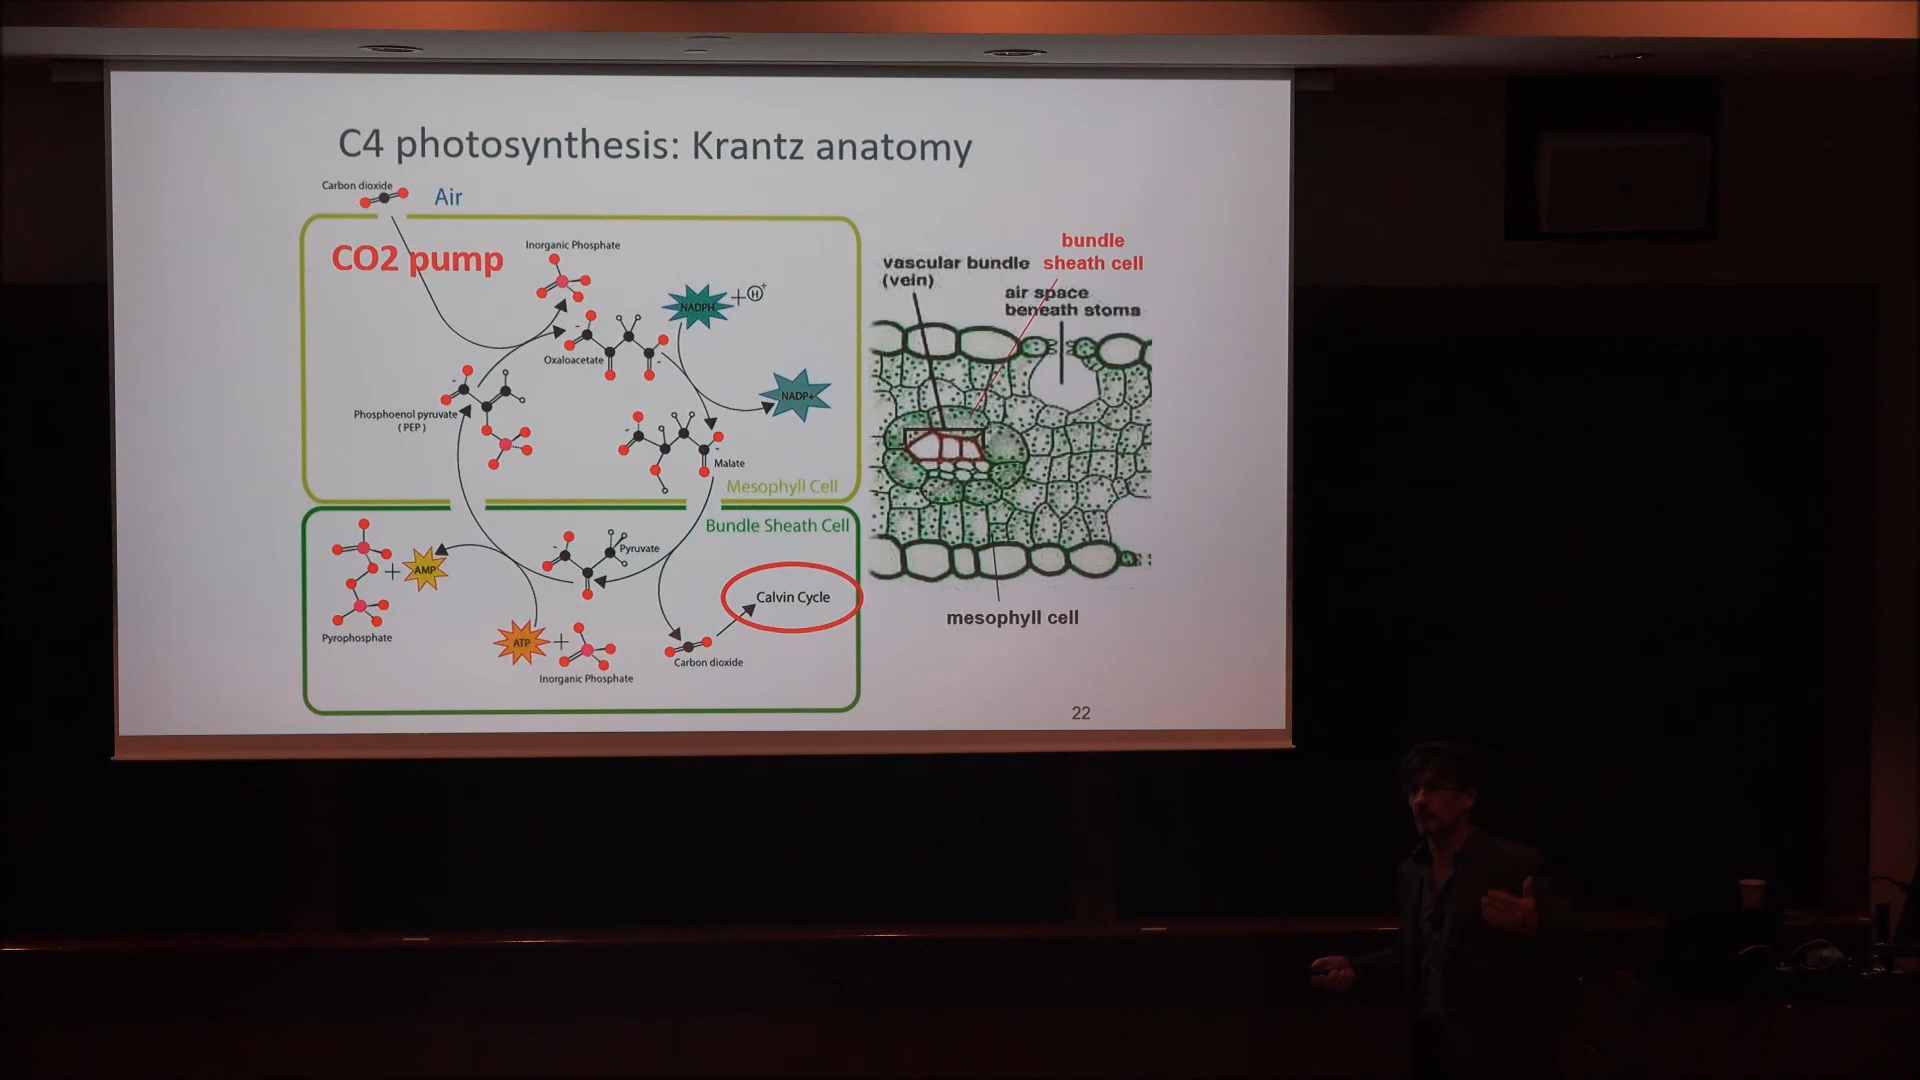 C4 photosynthesis: Krantz anatomy
Carbon dioxide
Air
CO2 pump
Inorganic Phosphate
NADPH
+ H+
Oxaloacetate
NADP+
Phosphoenol pyruvate
(PEP)
Malate
Mesophyll Cell
Bundle Sheath Cell
Pyruvate
+
AMP
Calvin Cycle
Pyrophosphate
ATP
+
Carbon dioxide
Inorganic Phosphate
bundle
sheath cell
vascular bundle
(vein)
air space
beneath stoma
mesophyll cell
22